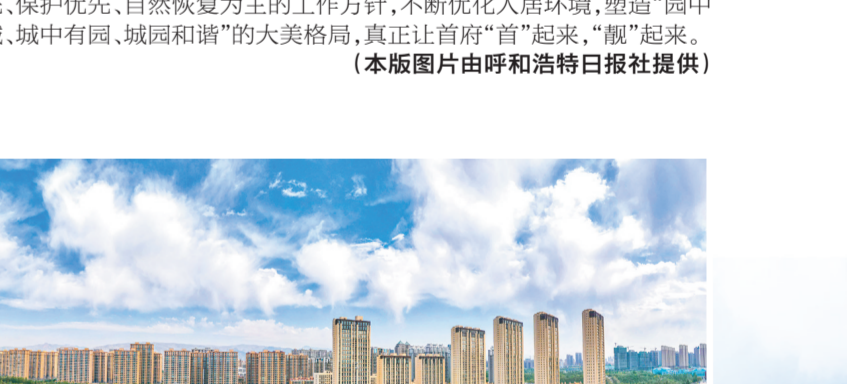 、保护优先、自然恢复为主的工作方针,不断优化人居环境,塑造“园中
、城中有园、城园和谐”的大美格局,真正让首府“首”起来,“靓”起来。
(本版图片由呼和浩特日报社提供)